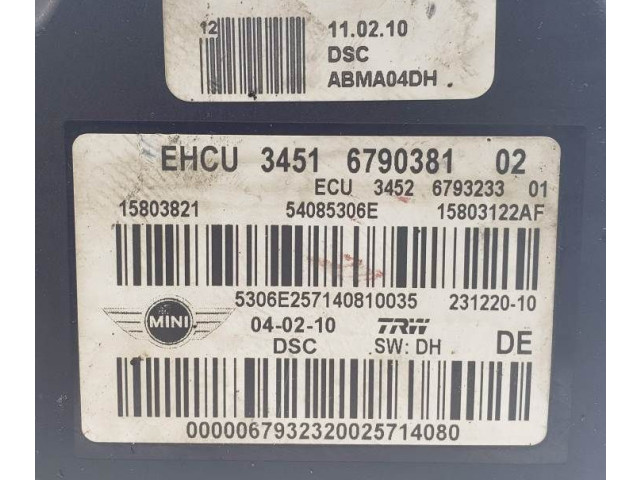 12
11.02.10
DSC
ABMA04DH
EHCU 3451 6790381 02
ECU 3452 6793233 01
15803821 54085306E 15803122AF
5306E257140810035 231220-10
MINI 04-02-10 TRW
DSC SW: DH DE
0000067932320025714080